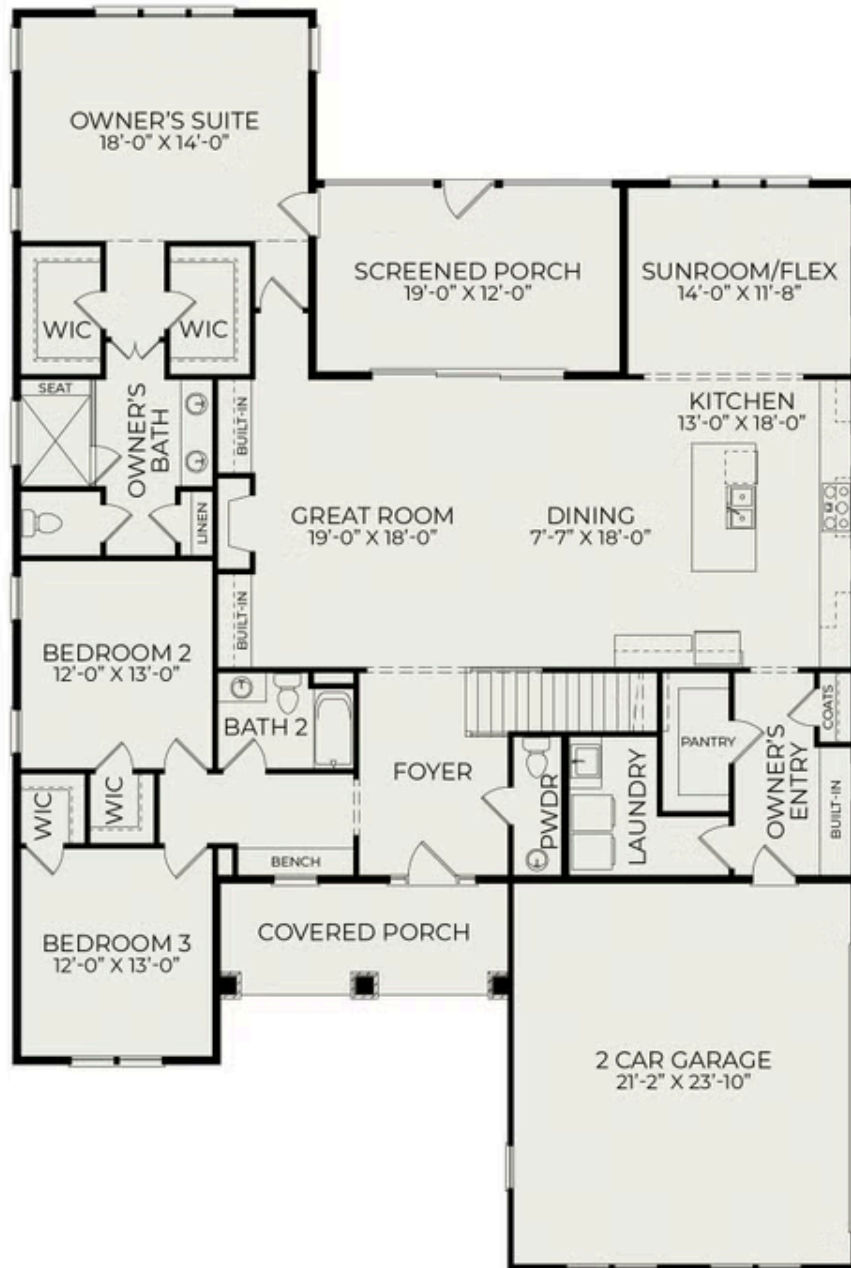 OWNER'S SUITE
18'-0" X 14'-0"
SCREENED PORCH
19'-0" X 12'-0"
SUNROOM/FLEX
14'-0" X 11'-8"
WIC
WIC
SEAT
OWNER'S
BATH
BUILT-IN
KITCHEN
13'-0" X 18'-0"
LINEN
GREAT ROOM
19'-0" X 18'-0"
DINING
7'-7" X 18'-0"
BUILT-IN
BEDROOM 2
12'-0" X 13'-0"
BATH 2
FOYER
PWDR
LAUNDRY
PANTRY
OWNER'S
ENTRY
COATS
BUILT-IN
WIC
WIC
BENCH
COVERED PORCH
BEDROOM 3
12'-0" X 13'-0"
2 CAR GARAGE
21'-2" X 23'-10"